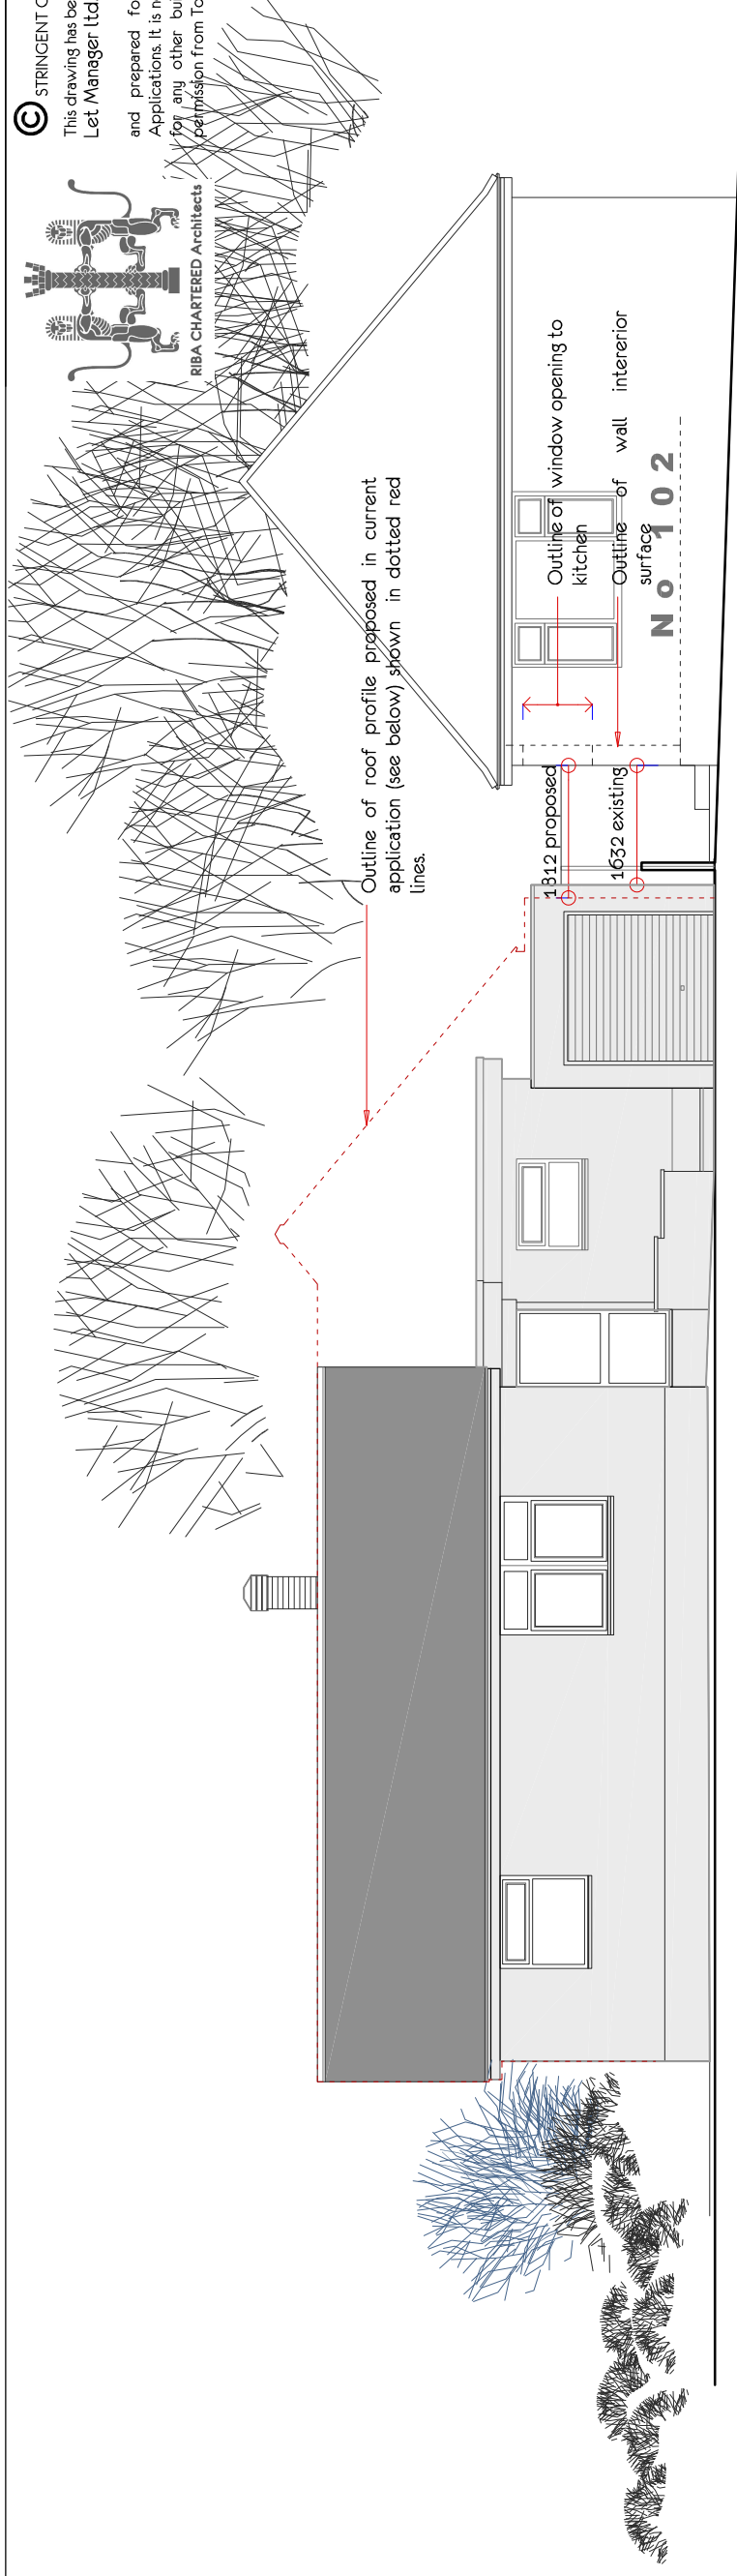 © STRINGENT
This drawing has be
Let Manager ltd.
and prepared fo
Applications. It is n
for any other bui
permission from To
RIBA CHARTERED Architects
Outline of roof profile proposed in current
application (see below) shown in dotted red
lines.
Outline of window opening to
kitchen
Outline of wall intererior
surface
No 102
1812 proposed
1632 existing